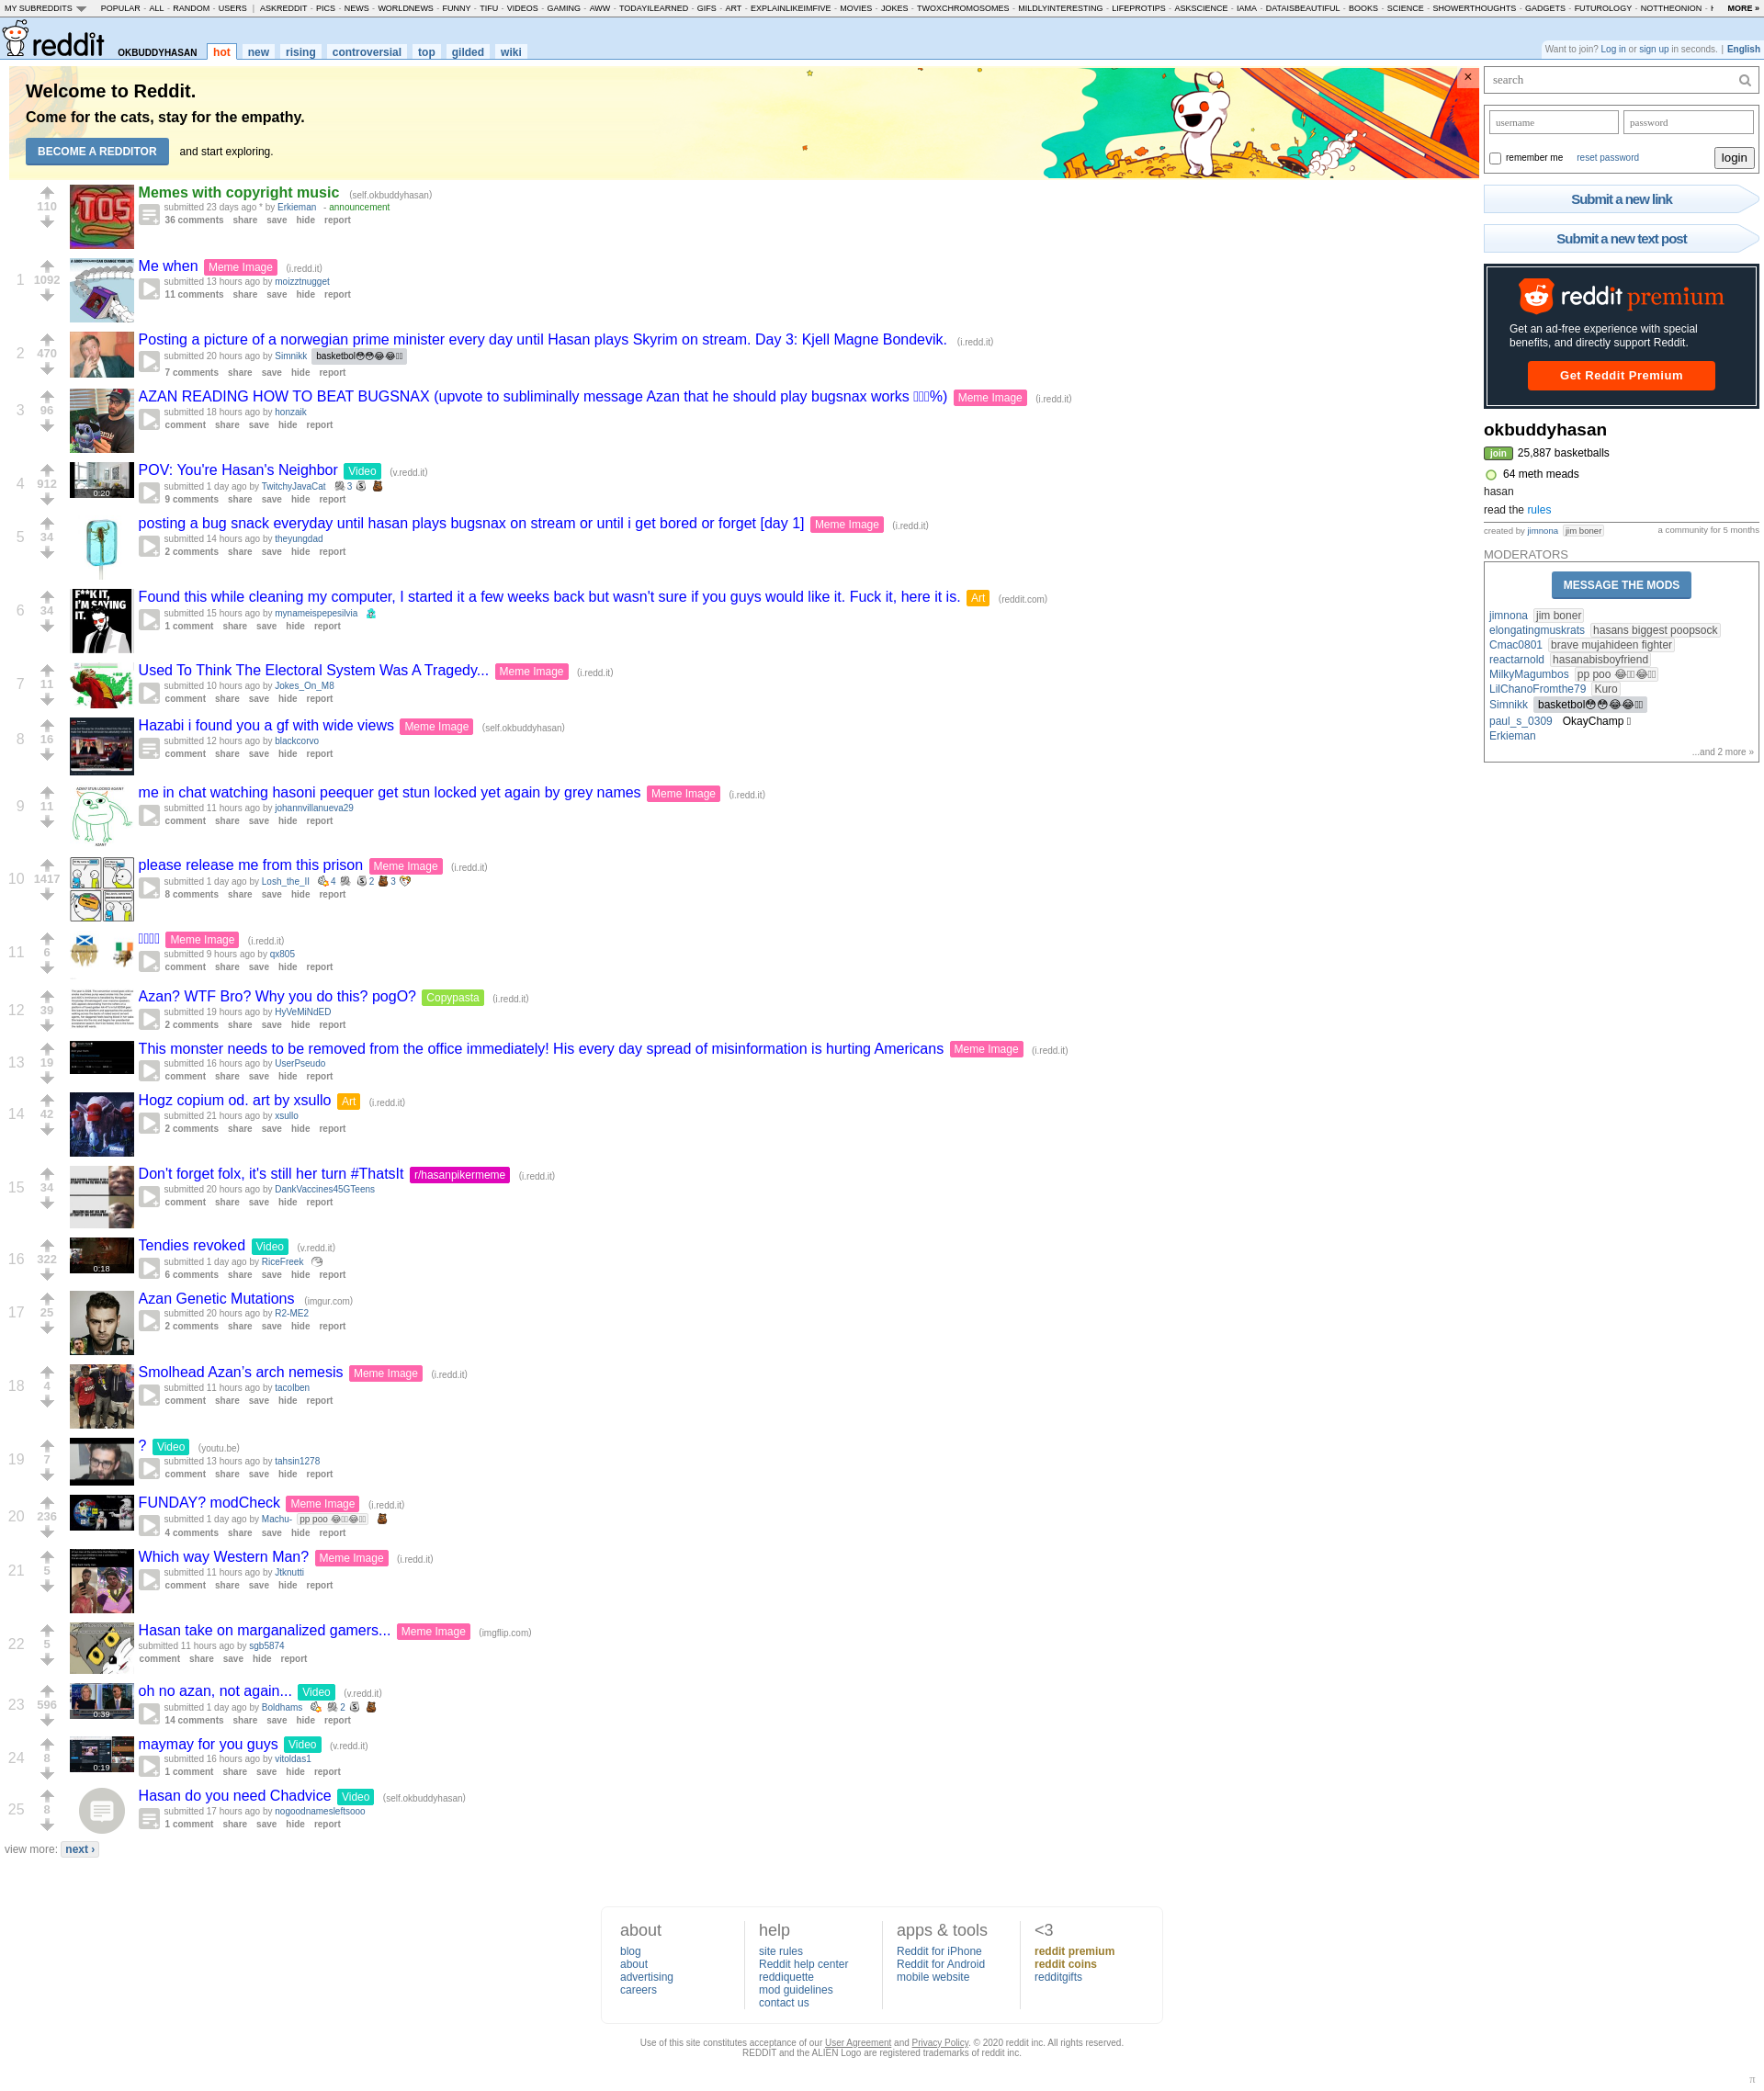 MY SUBREDDITS POPULAR - ALL - RANDOM - USERS | ASKREDDIT - PICS - NEWS - WORLDNEWS - FUNNY - TIFU - VIDEOS - GAMING - AWW - TODAYILEARNED - GIFS - ART - EXPLAINLIKEIMFIVE - MOVIES - JOKES - TWOXCHROMOSOMES - MILDLYINTERESTING - LIFEPROTIPS - ASKSCIENCE - IAMA - DATAISBEAUTIFUL - BOOKS - SCIENCE - SHOWERTHOUGHTS - GADGETS - FUTUROLOGY - NOTTHEONION - MORE »
reddit OKBUDDYHASAN hot new rising controversial top gilded wiki
Want to join? Log in or sign up in seconds. | English
Welcome to Reddit.
Come for the cats, stay for the empathy.
BECOME A REDDITOR and start exploring.
×
110
TOS
Memes with copyright music (self.okbuddyhasan)
submitted 23 days ago * by Erkieman - announcement
36 comments share save hide report
1 1092
Me when Meme Image (i.redd.it)
submitted 13 hours ago by moizztnugget
11 comments share save hide report
2 470
Posting a picture of a norwegian prime minister every day until Hasan plays Skyrim on stream. Day 3: Kjell Magne Bondevik. (i.redd.it)
submitted 20 hours ago by Simnikk basketbol😳😳😂😂
7 comments share save hide report
3 96
AZAN READING HOW TO BEAT BUGSNAX (upvote to subliminally message Azan that he should play bugsnax works %) Meme Image (i.redd.it)
submitted 18 hours ago by honzaik
comment share save hide report
4 912
0:20
POV: You're Hasan's Neighbor Video (v.redd.it)
submitted 1 day ago by TwitchyJavaCat 3
9 comments share save hide report
5 34
posting a bug snack everyday until hasan plays bugsnax on stream or until i get bored or forget [day 1] Meme Image (i.redd.it)
submitted 14 hours ago by theyungdad
2 comments share save hide report
6 34
F**K IT,
I'M SAYING
IT.
Found this while cleaning my computer, I started it a few weeks back but wasn't sure if you guys would like it. Fuck it, here it is. Art (reddit.com)
submitted 15 hours ago by mynameispepesilvia
1 comment share save hide report
7 11
Used To Think The Electoral System Was A Tragedy... Meme Image (i.redd.it)
submitted 10 hours ago by Jokes_On_M8
comment share save hide report
8 16
Hazabi i found you a gf with wide views Meme Image (self.okbuddyhasan)
submitted 12 hours ago by blackcorvo
comment share save hide report
9 11
me in chat watching hasoni peequer get stun locked yet again by grey names Meme Image (i.redd.it)
submitted 11 hours ago by johannvillanueva29
comment share save hide report
10 1417
please release me from this prison Meme Image (i.redd.it)
submitted 1 day ago by Losh_the_Il 4 2 3
8 comments share save hide report
11 6
Meme Image (i.redd.it)
submitted 9 hours ago by qx805
comment share save hide report
12 39
Azan? WTF Bro? Why you do this? pogO? Copypasta (i.redd.it)
submitted 19 hours ago by HyVeMiNdED
2 comments share save hide report
13 19
This monster needs to be removed from the office immediately! His every day spread of misinformation is hurting Americans Meme Image (i.redd.it)
submitted 16 hours ago by UserPseudo
comment share save hide report
14 42
Hogz copium od. art by xsullo Art (i.redd.it)
submitted 21 hours ago by xsullo
2 comments share save hide report
15 34
Don't forget folx, it's still her turn #ThatsIt r/hasanpikermeme (i.redd.it)
submitted 20 hours ago by DankVaccines45GTeens
comment share save hide report
16 322
0:18
Tendies revoked Video (v.redd.it)
submitted 1 day ago by RiceFreek
6 comments share save hide report
17 25
Azan Genetic Mutations (imgur.com)
submitted 20 hours ago by R2-ME2
2 comments share save hide report
18 4
Smolhead Azan’s arch nemesis Meme Image (i.redd.it)
submitted 11 hours ago by tacolben
comment share save hide report
19 7
? Video (youtu.be)
submitted 13 hours ago by tahsin1278
comment share save hide report
20 236
FUNDAY? modCheck Meme Image (i.redd.it)
submitted 1 day ago by Machu- pp poo 😂😂
4 comments share save hide report
21 5
Which way Western Man? Meme Image (i.redd.it)
submitted 11 hours ago by Jtknutti
comment share save hide report
22 5
Hasan take on marganalized gamers... Meme Image (imgflip.com)
submitted 11 hours ago by sgb5874
comment share save hide report
23 596
0:39
oh no azan, not again... Video (v.redd.it)
submitted 1 day ago by Boldhams 2
14 comments share save hide report
24 8
0:19
maymay for you guys Video (v.redd.it)
submitted 16 hours ago by vitoldas1
1 comment share save hide report
25 8
Hasan do you need Chadvice Video (self.okbuddyhasan)
submitted 17 hours ago by nogoodnamesleftsooo
1 comment share save hide report
view more: next ›
search
username password
remember me reset password login
Submit a new link
Submit a new text post
reddit premium
Get an ad-free experience with special
benefits, and directly support Reddit.
Get Reddit Premium
okbuddyhasan
join 25,887 basketballs
64 meth meads
hasan
read the rules
created by jimnona jim boner a community for 5 months
MODERATORS
MESSAGE THE MODS
jimnona jim boner
elongatingmuskrats hasans biggest poopsock
Cmac0801 brave mujahideen fighter
reactarnold hasanabisboyfriend
MilkyMagumbos pp poo 😂😂
LilChanoFromthe79 Kuro
Simnikk basketbol😳😳😂😂
paul_s_0309 OkayChamp
Erkieman
...and 2 more »
about
blog
about
advertising
careers
help
site rules
Reddit help center
reddiquette
mod guidelines
contact us
apps & tools
Reddit for iPhone
Reddit for Android
mobile website
<3
reddit premium
reddit coins
redditgifts
Use of this site constitutes acceptance of our User Agreement and Privacy Policy. © 2020 reddit inc. All rights reserved.
REDDIT and the ALIEN Logo are registered trademarks of reddit inc.
π